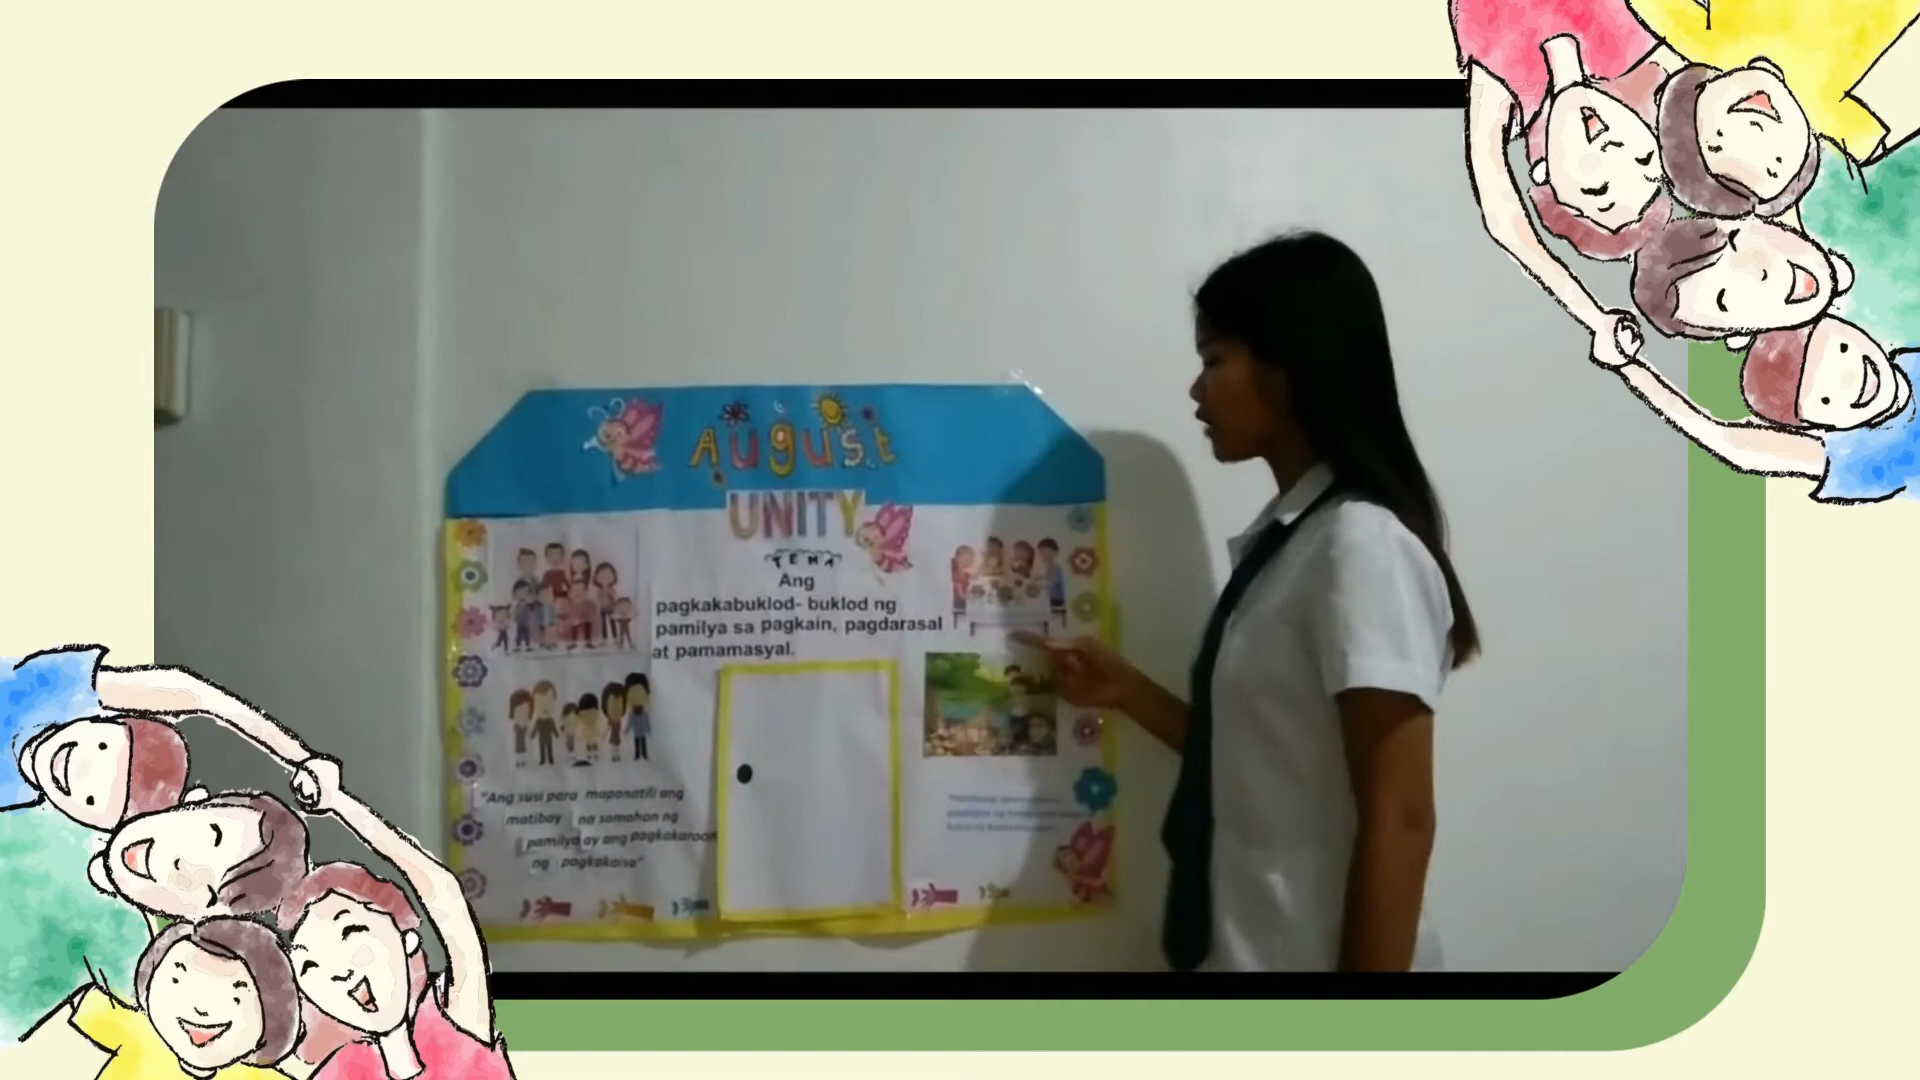 August
UNITY
TEMA
Ang
pagkakabuklod- buklod ng
pamilya sa pagkain, pagdarasal
at pamamasyal.
"Ang susi para mapanatili ang
matibay na samahan ng
pamilya ay ang pagkakaroon
ng pagkakaisa"